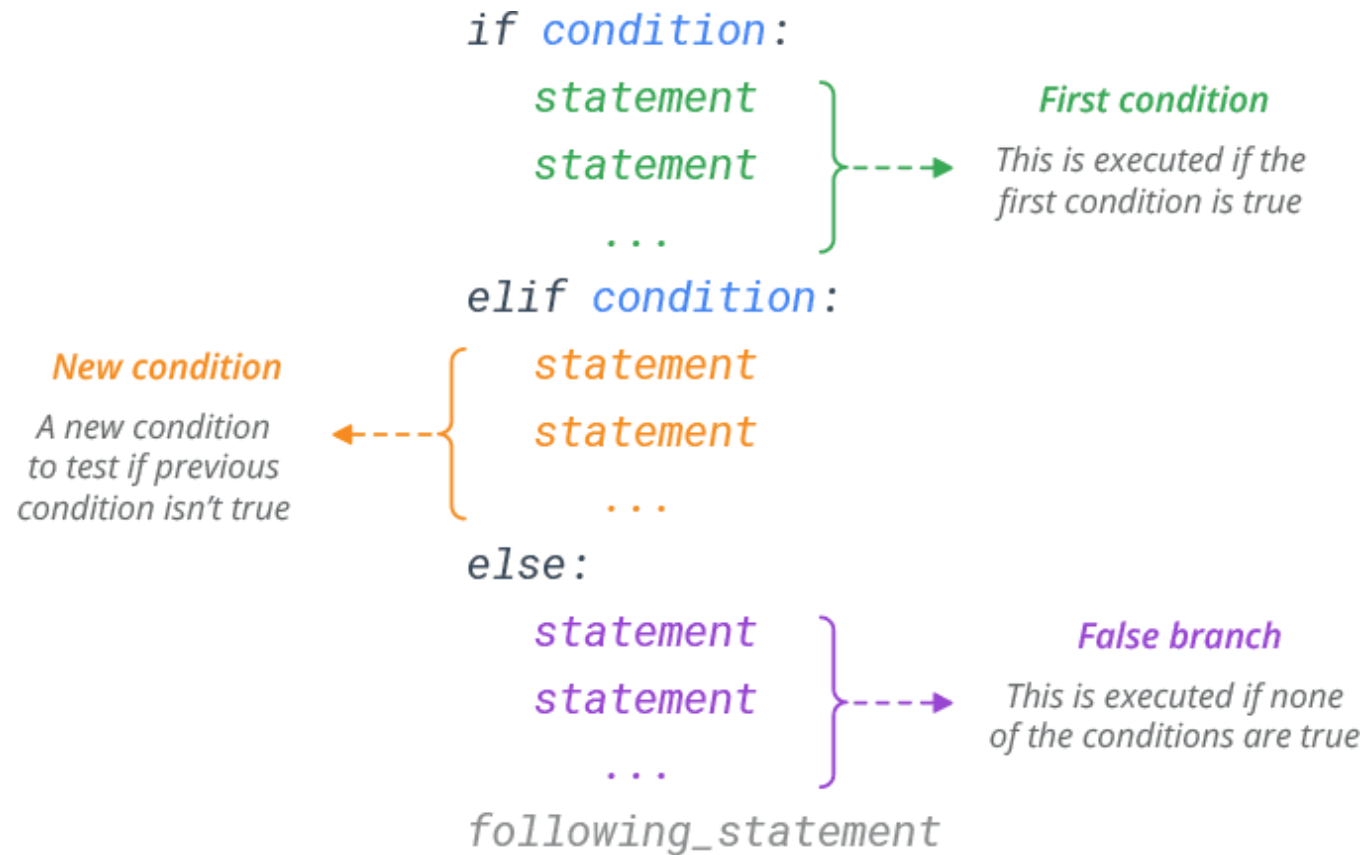 if condition:
statement
statement
...
First condition
This is executed if the
first condition is true
elif condition:
New condition
A new condition
to test if previous
condition isn’t true
statement
statement
...
else:
statement
statement
...
False branch
This is executed if none
of the conditions are true
following_statement